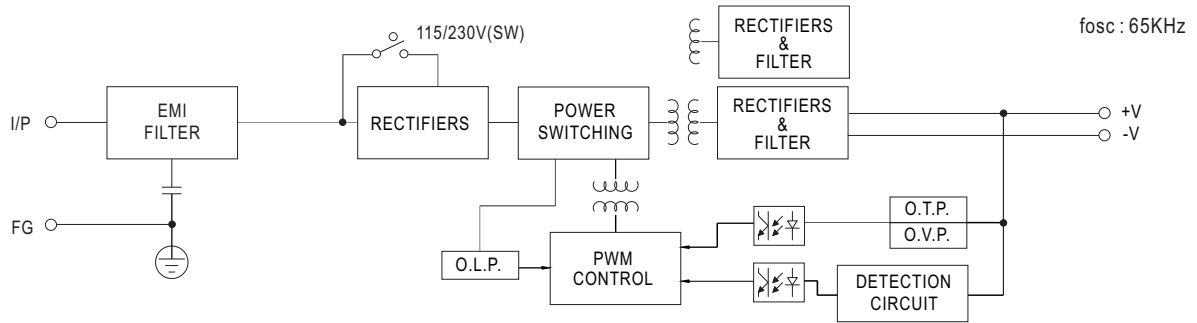 115/230V(SW)
RECTIFIERS
&
FILTER
fosc : 65KHz
I/P
EMI
FILTER
RECTIFIERS
POWER
SWITCHING
RECTIFIERS
&
FILTER
+V
-V
FG
O.L.P.
PWM
CONTROL
O.T.P.
O.V.P.
DETECTION
CIRCUIT